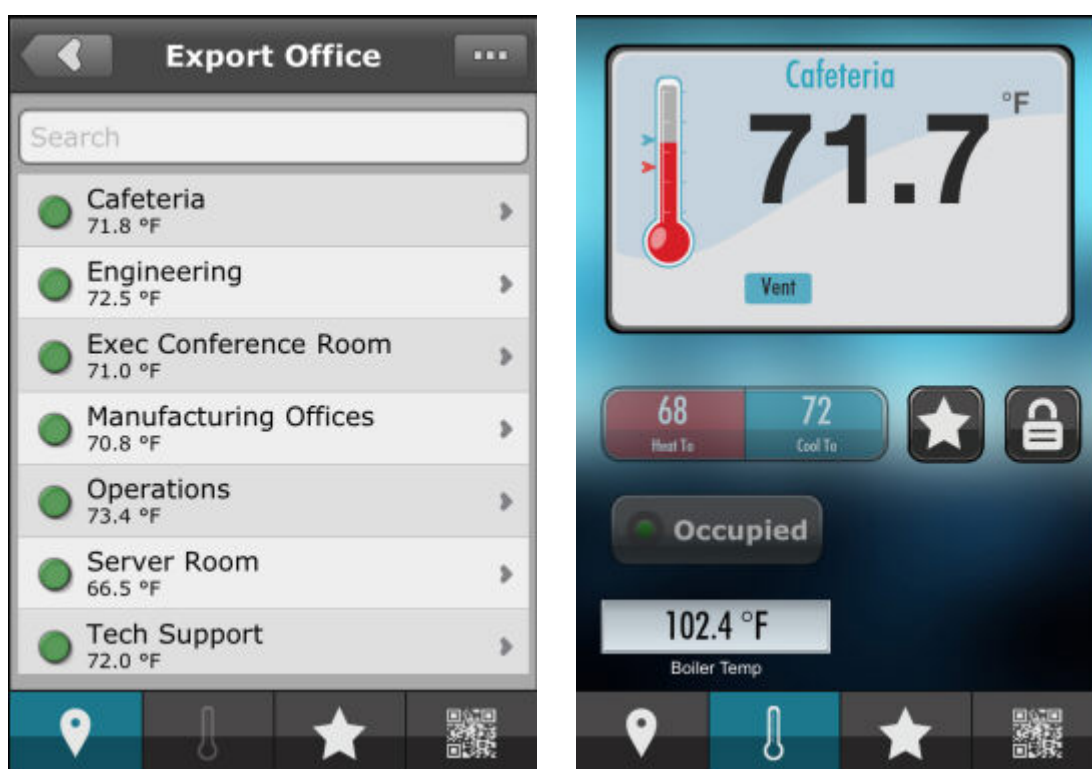 Export Office
Search
Cafeteria
71.8 °F
Engineering
72.5 °F
Exec Conference Room
71.0 °F
Manufacturing Offices
70.8 °F
Operations
73.4 °F
Server Room
66.5 °F
Tech Support
72.0 °F
Cafeteria
71.7 °F
Vent
68 72
Heat To Cool To
Occupied
102.4 °F
Boiler Temp